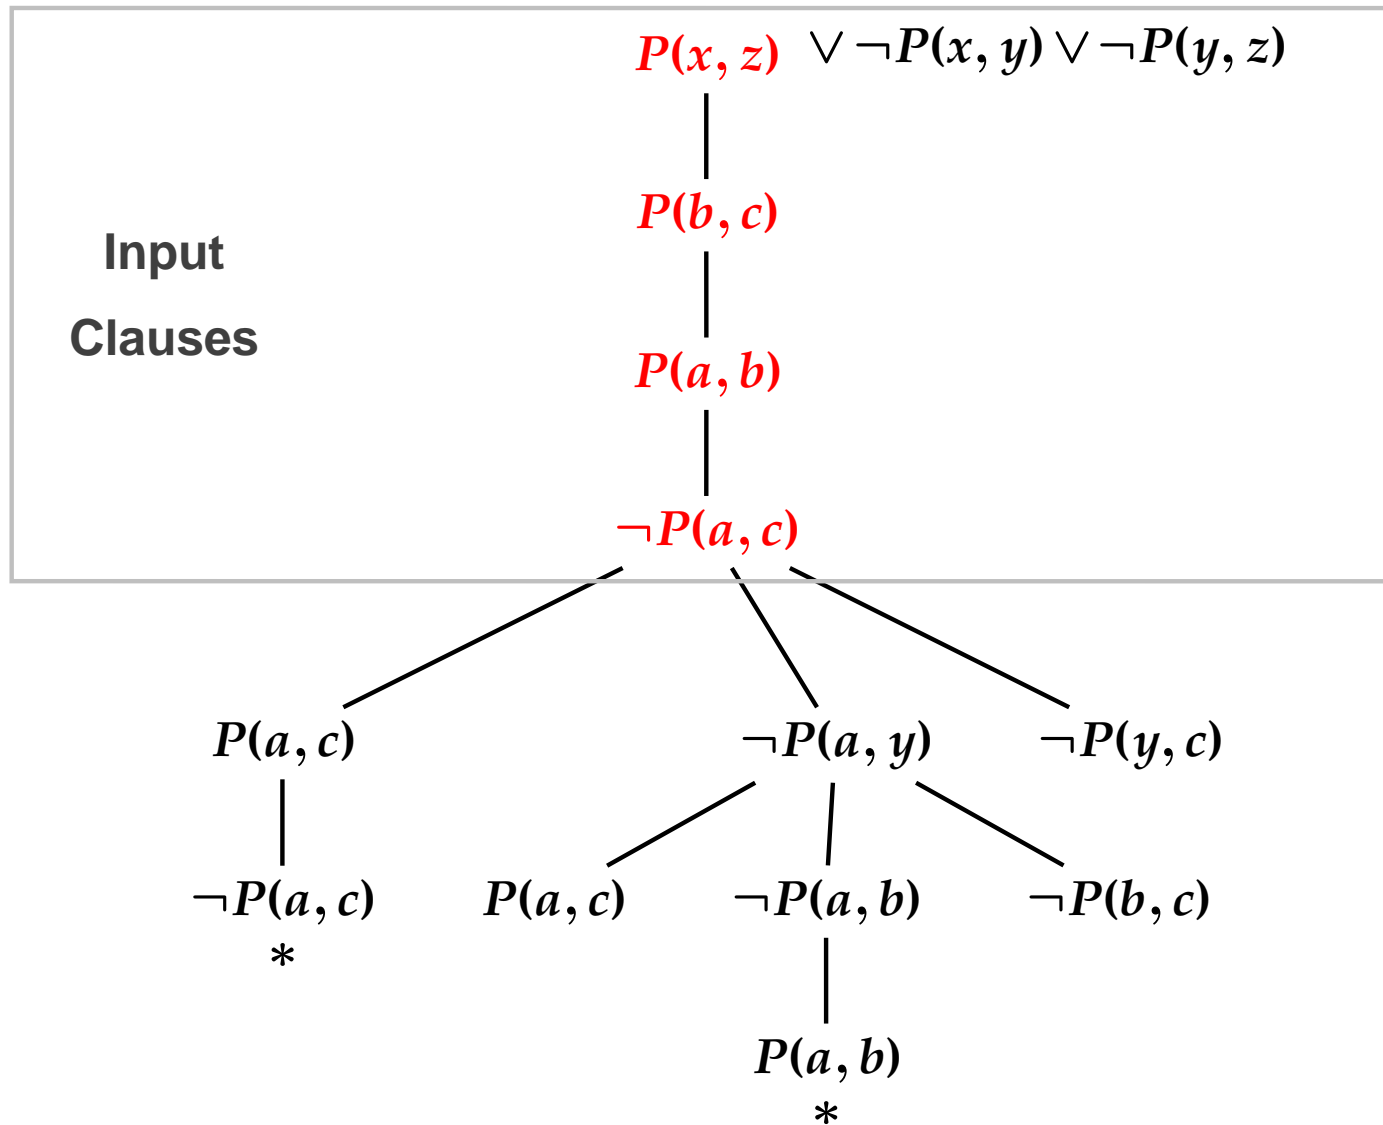 P(x, z) ∨ ¬P(x, y) ∨ ¬P(y, z)
P(b, c)
Input
Clauses
P(a, b)
¬P(a, c)
P(a, c) ¬P(a, y) ¬P(y, c)
¬P(a, c) P(a, c) ¬P(a, b) ¬P(b, c)
*
P(a, b)
*